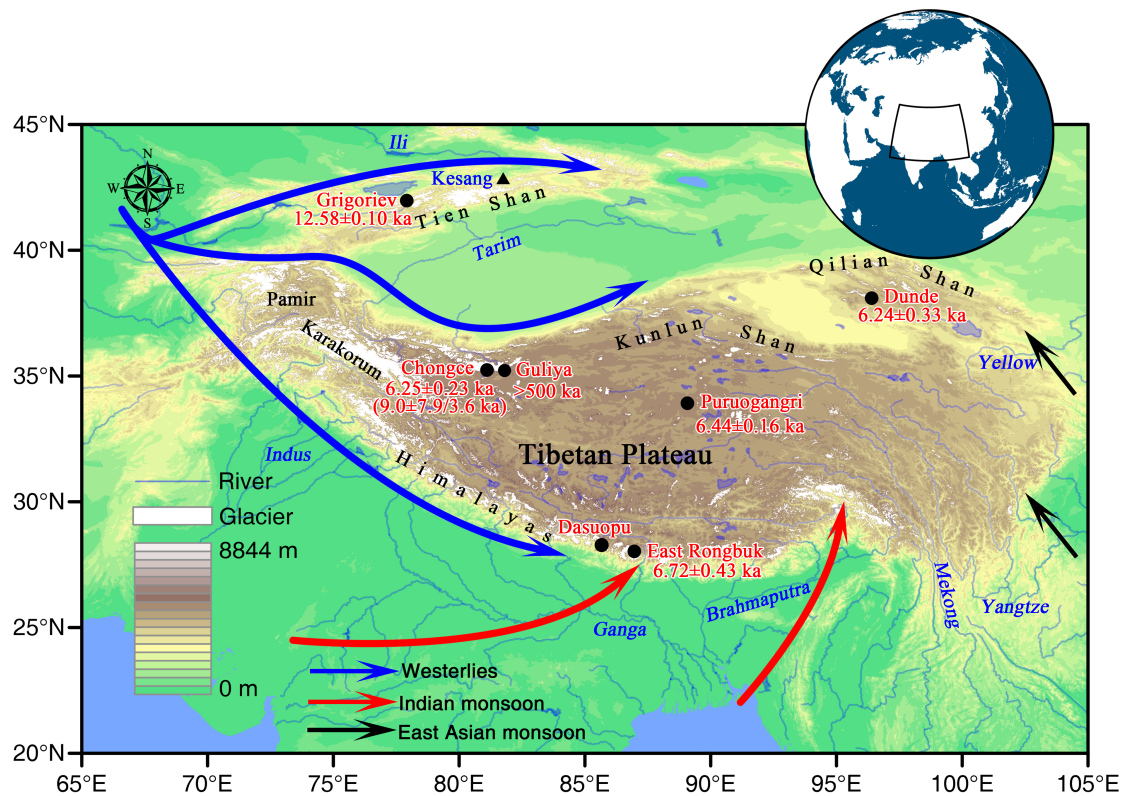 45°N
40°N
35°N
30°N
25°N
20°N
65°E
70°E
75°E
80°E
85°E
90°E
95°E
100°E
105°E
N
W
E
S
Ili
Kesang
Grigoriev
12.58±0.10 ka
Tien Shan
Tarim
Qilian Shan
Dunde
6.24±0.33 ka
Pamir
Karakorum
Kunlun Shan
Yellow
Chongce
6.25±0.23 ka
(9.0±7.9/3.6 ka)
Guliya
>500 ka
Puruogangri
6.44±0.16 ka
Tibetan Plateau
Indus
Himalayas
River
Glacier
8844 m
0 m
Dasuopu
East Rongbuk
6.72±0.43 ka
Brahmaputra
Mekong
Yangtze
Ganga
Westerlies
Indian monsoon
East Asian monsoon